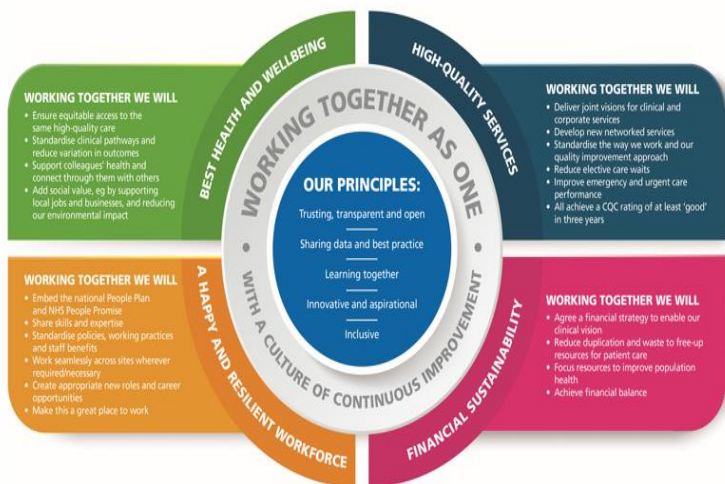 BEST HEALTH AND WELLBEING
WORKING TOGETHER WE WILL
• Ensure equitable access to the
same high-quality care
• Standardise clinical pathways and
reduce variation in outcomes
• Support colleagues' health and
connect through them with others
• Add social value, eg by supporting
local jobs and businesses, and reducing
our environmental impact
HIGH-QUALITY SERVICES
WORKING TOGETHER WE WILL
• Deliver joint visions for clinical and
corporate services
• Develop new networked services
• Standardise the way we work and our
quality improvement approach
• Reduce elective care waits
• Improve emergency and urgent care
performance
• All achieve a CQC rating of at least 'good'
in three years
WORKING TOGETHER AS ONE
• WITH A CULTURE OF CONTINUOUS IMPROVEMENT •
OUR PRINCIPLES:
Trusting, transparent and open
Sharing data and best practice
Learning together
Innovative and aspirational
Inclusive
A HAPPY AND RESILIENT WORKFORCE
WORKING TOGETHER WE WILL
• Embed the national People Plan
and NHS People Promise
• Share skills and expertise
• Standardise policies, working practices
and staff benefits
• Work seamlessly across sites wherever
required/necessary
• Create appropriate new roles and career
opportunities
• Make this a great place to work
FINANCIAL SUSTAINABILITY
WORKING TOGETHER WE WILL
• Agree a financial strategy to enable our
clinical vision
• Reduce duplication and waste to free-up
resources for patient care
• Focus resources to improve population
health
• Achieve financial balance